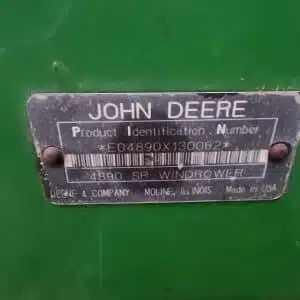 JOHN DEERE
Product Identification Number
*E04890X130062*
4890 SP WINDROWER
DEERE & COMPANY MOLINE, ILLINOIS Made in USA